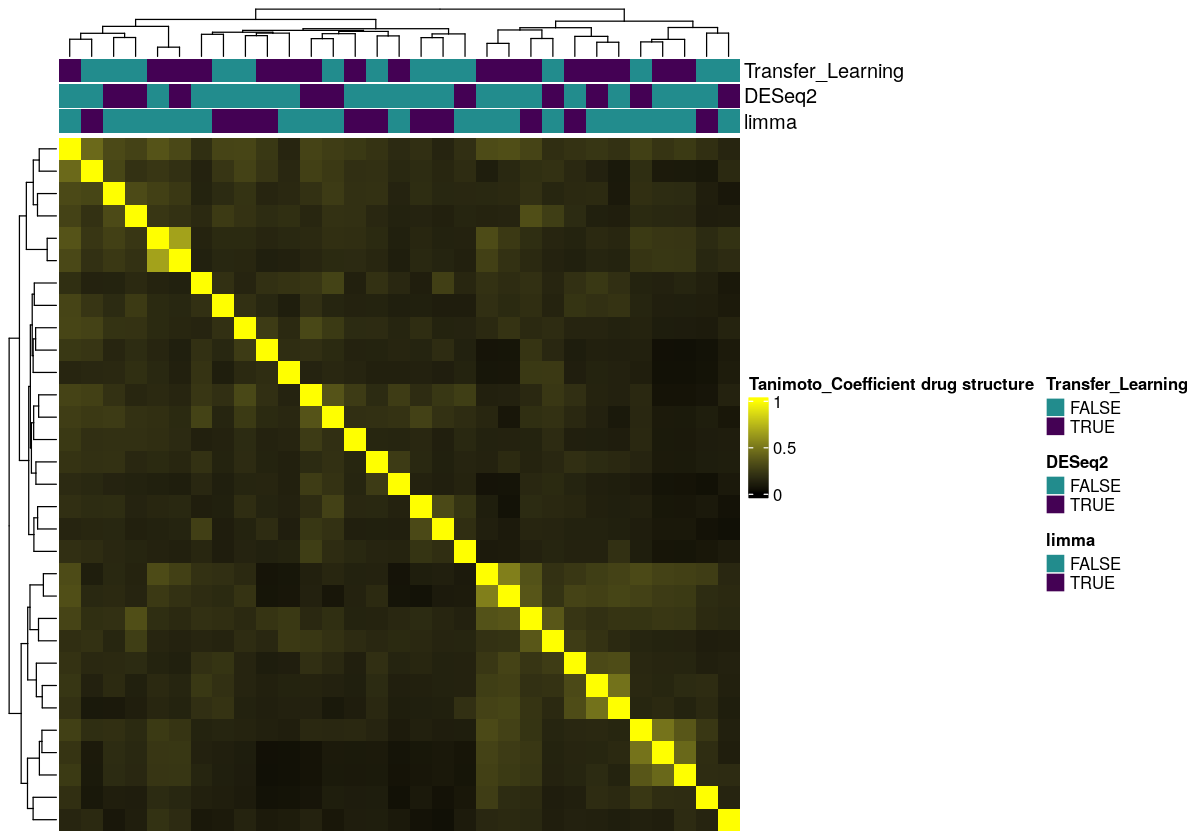 Transfer_Learning
DESeq2
limma
Tanimoto_Coefficient drug structure
1
0.5
0
Transfer_Learning
FALSE
TRUE
DESeq2
FALSE
TRUE
limma
FALSE
TRUE